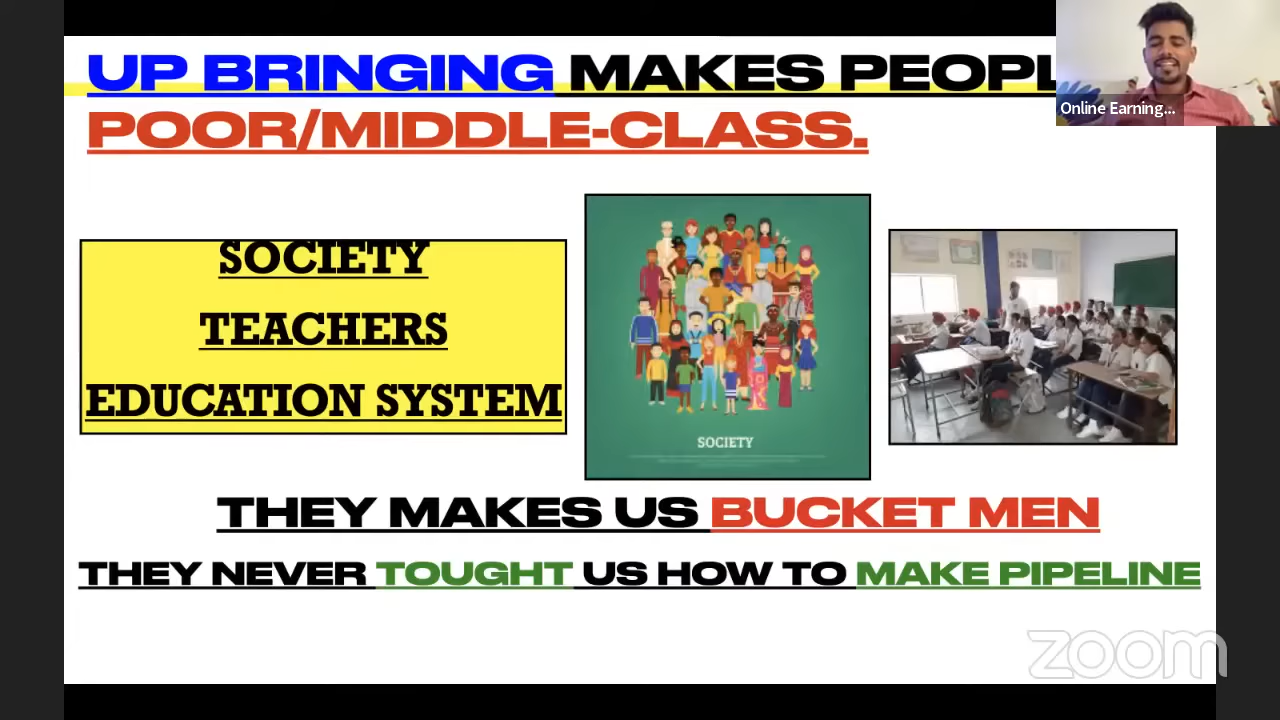 UP BRINGING MAKES PEOPL
POOR/MIDDLE-CLASS.
Online Earning...
SOCIETY
TEACHERS
EDUCATION SYSTEM
SOCIETY
THEY MAKES US BUCKET MEN
THEY NEVER TOUGHT US HOW TO MAKE PIPELINE
zoom